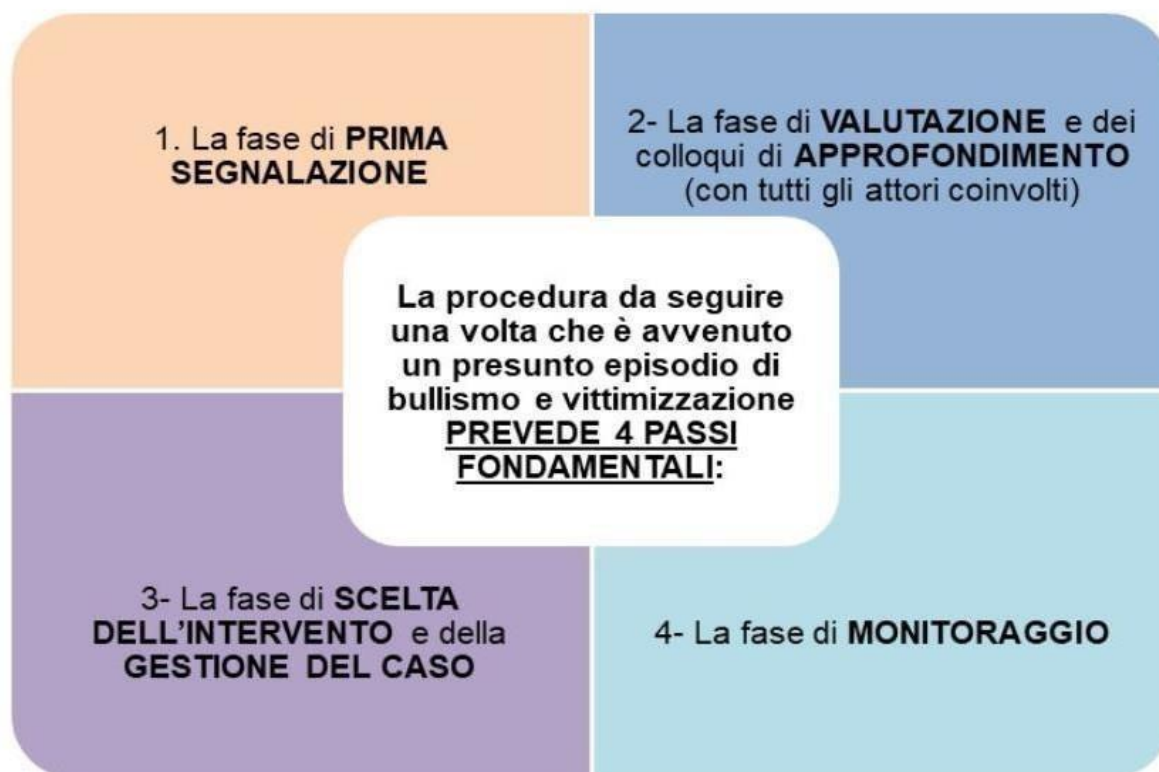 1. La fase di PRIMA
SEGNALAZIONE
2- La fase di VALUTAZIONE e dei
colloqui di APPROFONDIMENTO
(con tutti gli attori coinvolti)
La procedura da seguire
una volta che è avvenuto
un presunto episodio di
bullismo e vittimizzazione
PREVEDE 4 PASSI
FONDAMENTALI:
3- La fase di SCELTA
DELL'INTERVENTO e della
GESTIONE DEL CASO
4- La fase di MONITORAGGIO